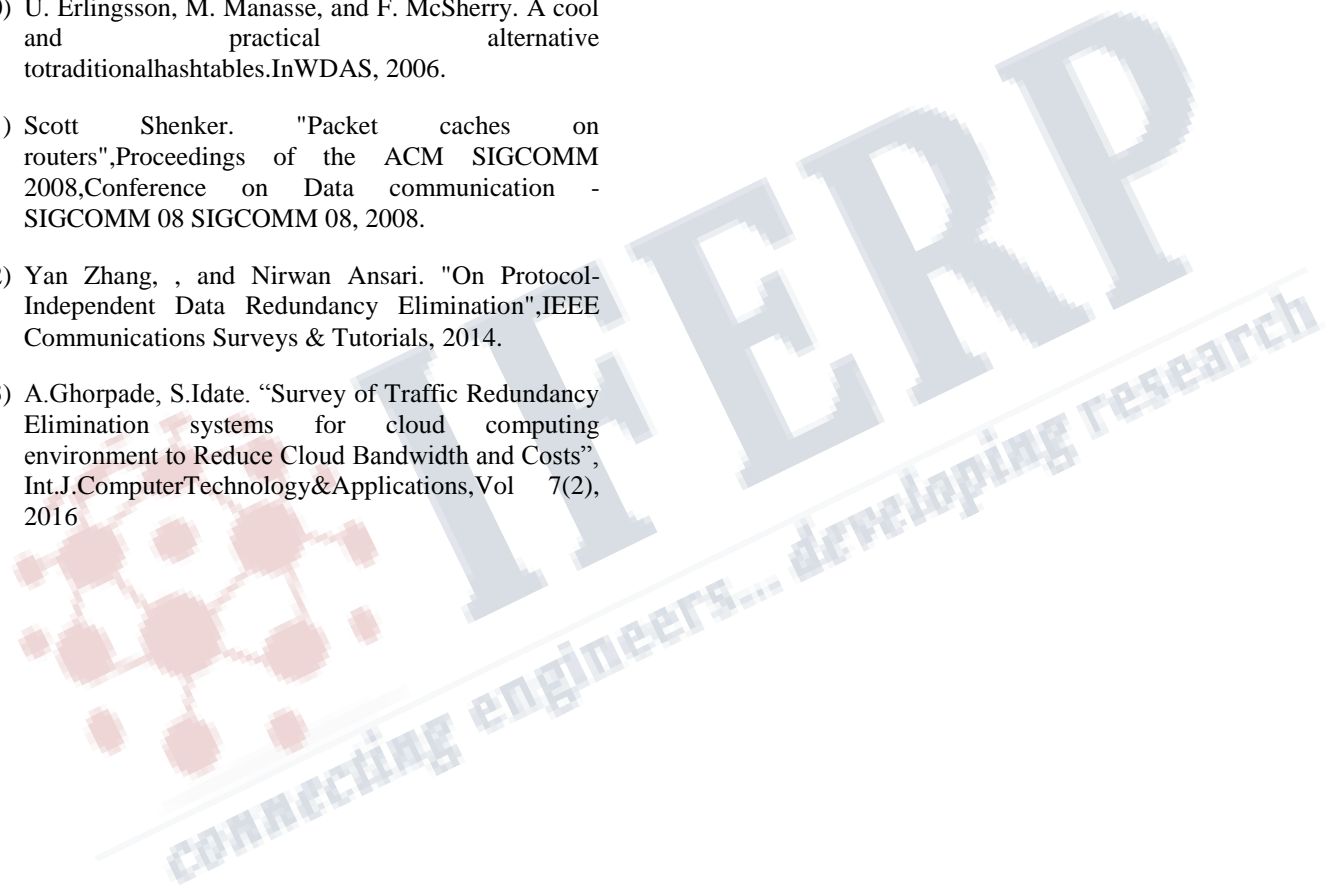 ) U. Erlingsson, M. Manasse, and F. McSherry. A cool
and practical alternative
totraditionalhashtables.InWDAS, 2006.
) Scott Shenker. "Packet caches on
routers",Proceedings of the ACM SIGCOMM
2008,Conference on Data communication -
SIGCOMM 08 SIGCOMM 08, 2008.
) Yan Zhang, , and Nirwan Ansari. "On Protocol-
Independent Data Redundancy Elimination",IEEE
Communications Surveys & Tutorials, 2014.
) A.Ghorpade, S.Idate. “Survey of Traffic Redundancy
Elimination systems for cloud computing
environment to Reduce Cloud Bandwidth and Costs”,
Int.J.ComputerTechnology&Applications,Vol 7(2),
2016
IFERP
connecting engineers... developing research